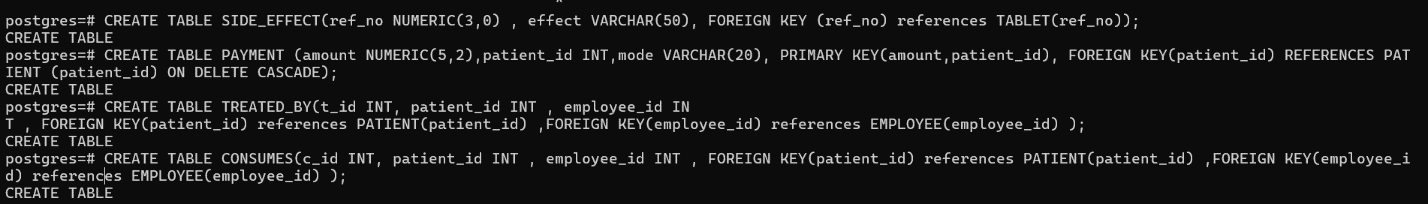 postgres=# CREATE TABLE SIDE_EFFECT(ref_no NUMERIC(3,0) , effect VARCHAR(50), FOREIGN KEY (ref_no) references TABLET(ref_no));
CREATE TABLE
postgres=# CREATE TABLE PAYMENT (amount NUMERIC(5,2),patient_id INT,mode VARCHAR(20), PRIMARY KEY(amount,patient_id), FOREIGN KEY(patient_id) REFERENCES PAT
IENT (patient_id) ON DELETE CASCADE);
CREATE TABLE
postgres=# CREATE TABLE TREATED_BY(t_id INT, patient_id INT , employee_id IN
T , FOREIGN KEY(patient_id) references PATIENT(patient_id) ,FOREIGN KEY(employee_id) references EMPLOYEE(employee_id) );
CREATE TABLE
postgres=# CREATE TABLE CONSUMES(c_id INT, patient_id INT , employee_id INT , FOREIGN KEY(patient_id) references PATIENT(patient_id) ,FOREIGN KEY(employee_i
d) references EMPLOYEE(employee_id) );
CREATE TABLE